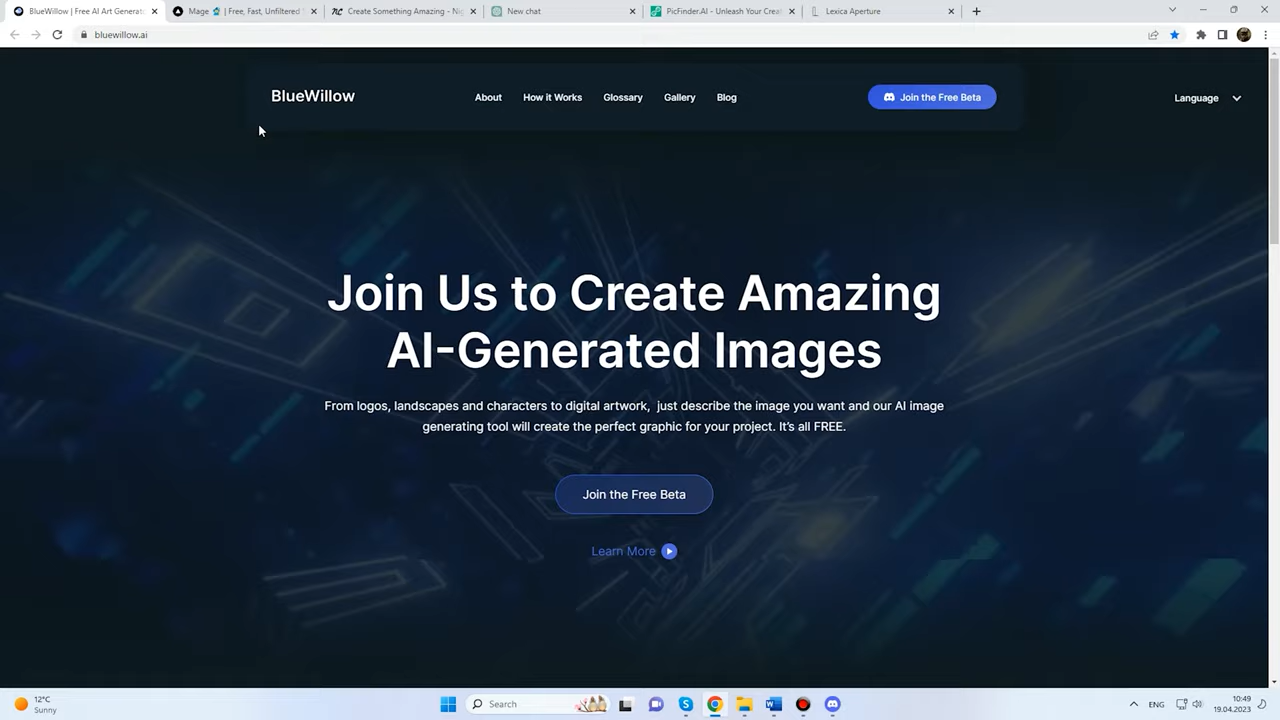 BlueWillow | Free AI Art Generato
Mage | Free, Fast, Unfiltered S
Create Something Amazing - Ni
New chat
PicFinder.AI - Unleash Your Creat
Lexica Aperture
bluewillow.ai
BlueWillow
About
How it Works
Glossary
Gallery
Blog
Join the Free Beta
Language
Join Us to Create Amazing
AI-Generated Images
From logos, landscapes and characters to digital artwork, just describe the image you want and our AI image
generating tool will create the perfect graphic for your project. It's all FREE.
Join the Free Beta
Learn More
12°C
Sunny
Search
ENG
10:49
19.04.2023